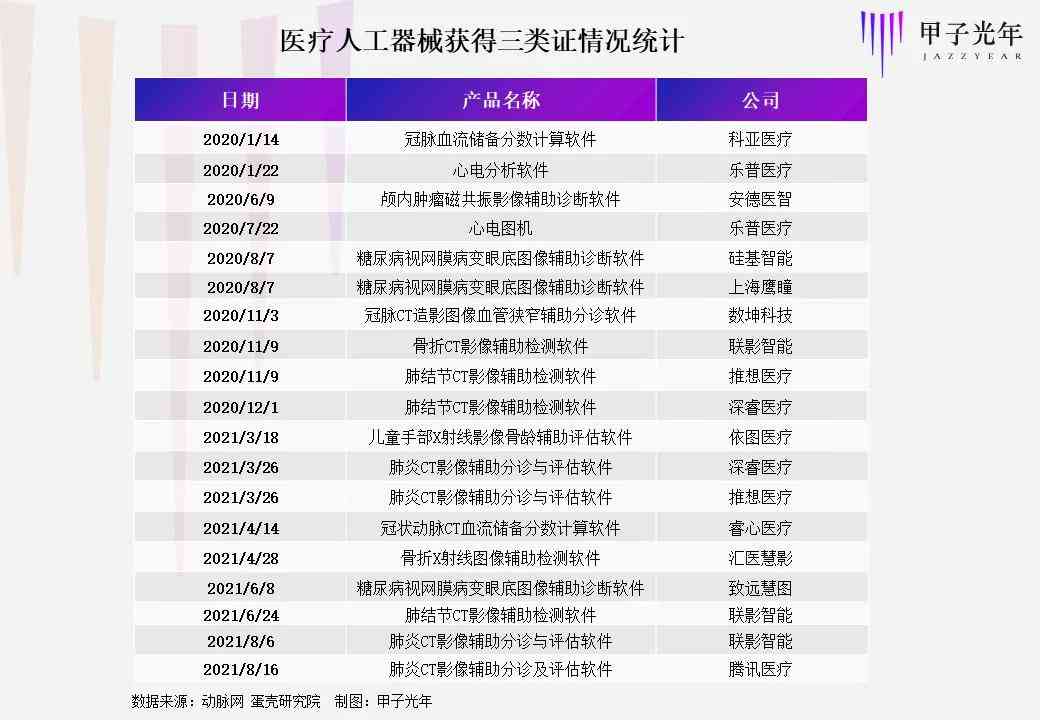 医疗人工器械获得三类证情况统计
甲子光年
JAZZYEAR
日期 产品名称 公司
2020/1/14 冠脉血流储备分数计算软件 科亚医疗
2020/1/22 心电分析软件 乐普医疗
2020/6/9 颅内肿瘤磁共振影像辅助诊断软件 安德医智
2020/7/22 心电图机 乐普医疗
2020/8/7 糖尿病视网膜病变眼底图像辅助诊断软件 硅基智能
2020/8/7 糖尿病视网膜病变眼底图像辅助诊断软件 上海鹰瞳
2020/11/3 冠脉CT造影图像血管狭窄辅助分诊软件 数坤科技
2020/11/9 骨折CT影像辅助检测软件 联影智能
2020/11/9 肺结节CT影像辅助检测软件 推想医疗
2020/12/1 肺结节CT影像辅助检测软件 深睿医疗
2021/3/18 儿童手部X射线影像骨龄辅助评估软件 依图医疗
2021/3/26 肺炎CT影像辅助分诊与评估软件 深睿医疗
2021/3/26 肺炎CT影像辅助分诊与评估软件 推想医疗
2021/4/14 冠状动脉CT血流储备分数计算软件 睿心医疗
2021/4/28 骨折X射线图像辅助检测软件 汇医慧影
2021/6/8 糖尿病视网膜病变眼底图像辅助诊断软件 致远慧图
2021/6/24 肺结节CT影像辅助检测软件 联影智能
2021/8/6 肺炎CT影像辅助分诊与评估软件 联影智能
2021/8/16 肺炎CT影像辅助分诊及评估软件 腾讯医疗
数据来源：动脉网 蛋壳研究院 制图：甲子光年